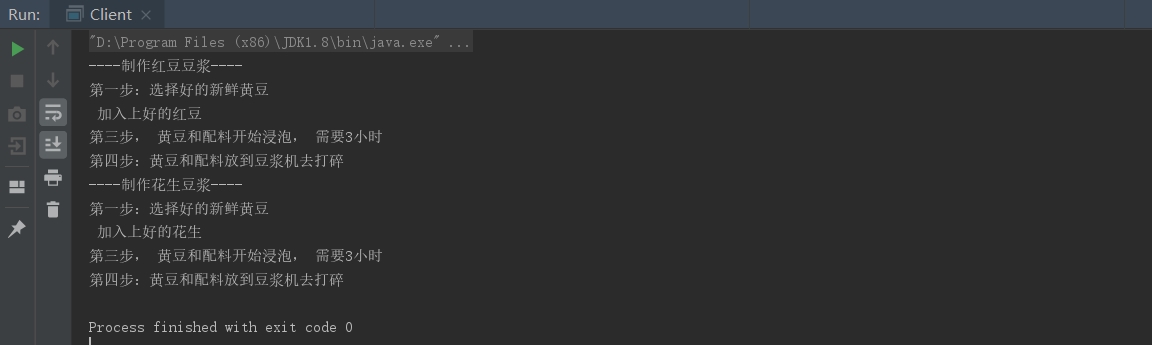 Run: Client
"D:\Program Files (x86)\JDK1.8\bin\java.exe" ...
----制作红豆豆浆----
第一步：选择好的新鲜黄豆
 加入上好的红豆
第三步， 黄豆和配料开始浸泡， 需要3小时
第四步：黄豆和配料放到豆浆机去打碎
----制作花生豆浆----
第一步：选择好的新鲜黄豆
 加入上好的花生
第三步， 黄豆和配料开始浸泡， 需要3小时
第四步：黄豆和配料放到豆浆机去打碎
Process finished with exit code 0